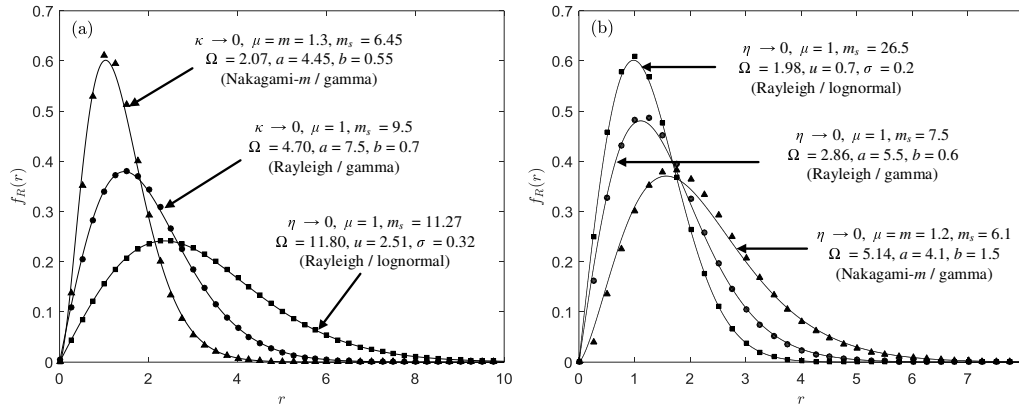 (a)
κ → 0, μ = m = 1.3, m_s = 6.45
Ω = 2.07, a = 4.45, b = 0.55
(Nakagami-m / gamma)
κ → 0, μ = 1, m_s = 9.5
Ω = 4.70, a = 7.5, b = 0.7
(Rayleigh / gamma)
η → 0, μ = 1, m_s = 11.27
Ω = 11.80, u = 2.51, σ = 0.32
(Rayleigh / lognormal)
f_R(r)
0.6
0.5
0.4
0.3
0.2
0.1
0
0 2 4 6 8 10
r
(b)
η → 0, μ = 1, m_s = 26.5
Ω = 1.98, u = 0.7, σ = 0.2
(Rayleigh / lognormal)
η → 0, μ = 1, m_s = 7.5
Ω = 2.86, a = 5.5, b = 0.6
(Rayleigh / gamma)
η → 0, μ = m = 1.2, m_s = 6.1
Ω = 5.14, a = 4.1, b = 1.5
(Nakagami-m / gamma)
f_R(r)
0.6
0.5
0.4
0.3
0.2
0.1
0
0 1 2 3 4 5 6 7
r